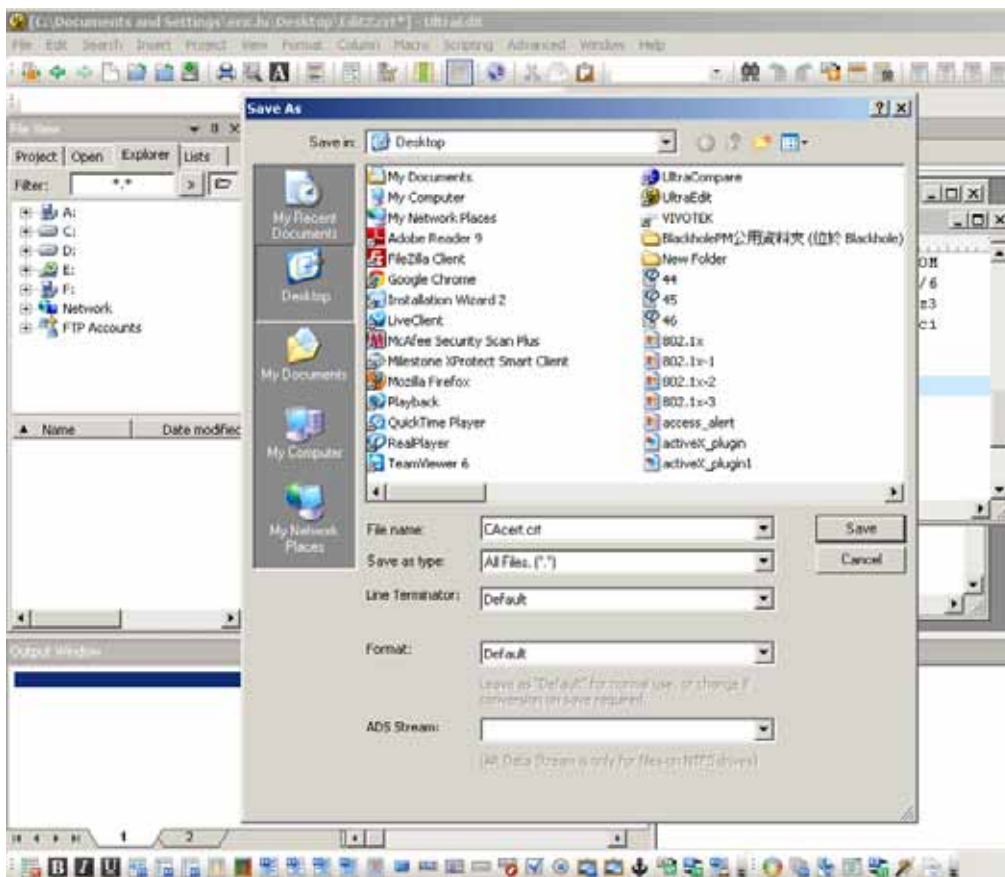 [C:\Documents and Settings\eric.lu\Desktop\Edit2.crt*] - UltraEdit
File Edit Search Insert Project View Format Column Macro Scripting Advanced Window Help
File View
Project Open Explorer Lists
Filter: *.*
A:
C:
D:
E:
F:
Network
FTP Accounts
Name Date modified
Output Window
1 2
Save As
Save in: Desktop
My Recent Documents
Desktop
My Documents
My Computer
My Network Places
My Documents
My Computer
My Network Places
Adobe Reader 9
FileZilla Client
Google Chrome
Installation Wizard 2
LiveClient
McAfee Security Scan Plus
Milestone XProtect Smart Client
Mozilla Firefox
Playback
QuickTime Player
RealPlayer
TeamViewer 6
UltraCompare
UltraEdit
VIVOTEK
BlackholePM公用資料夾 (位於 Blackhole)
New Folder
44
45
46
802.1x
802.1x-1
802.1x-2
802.1x-3
access_alert
activeX_plugin
activeX_plugin1
File name: CAcert.crt
Save as type: All Files, (*.*)
Line Terminator: Default
Format: Default
Leave as "Default" for normal use, or change if
conversion on save required.
ADS Stream:
(Alt Data Stream is only for files on NTFS drives)
Save
Cancel
OM
/6
z3
ci